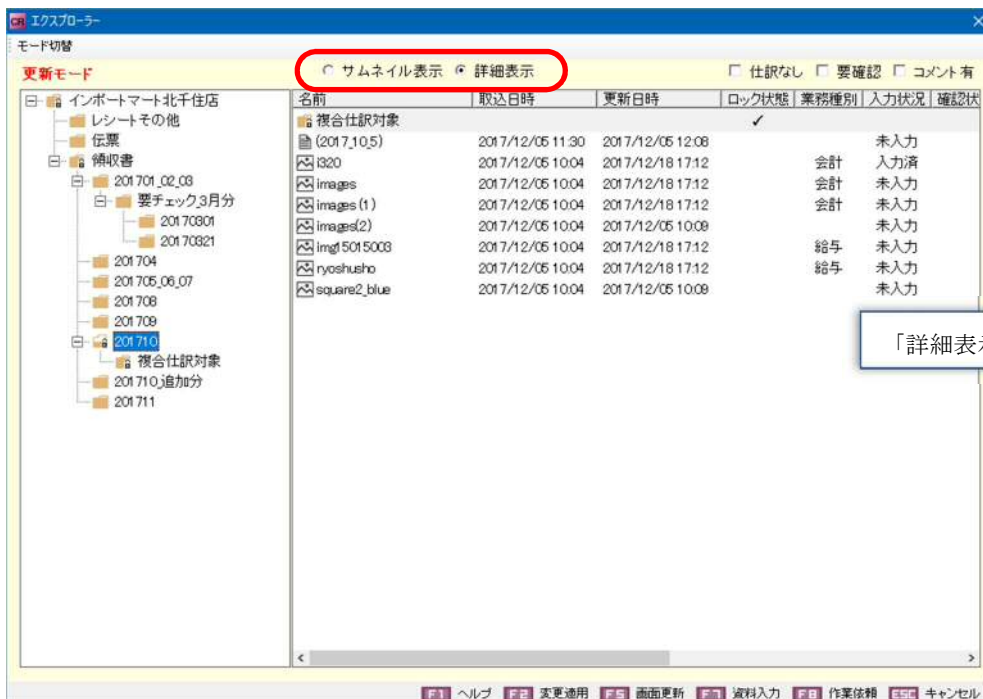 CR エクスプローラー
モード切替
更新モード
サムネイル表示 詳細表示 仕訳なし 要確認 コメント有
インポートマート北千住店
レシートその他
伝票
領収書
201701_02_03
要チェック_3月分
20170301
20170321
201704
201705_06_07
201708
201709
201710
複合仕訳対象
201710_追加分
201711
名前 取込日時 更新日時 ロック状態 業務種別 入力状況 確認状
複合仕訳対象 ✓
(2017_10_5) 2017/12/05 11:30 2017/12/05 12:08 未入力
i320 2017/12/05 10:04 2017/12/18 17:12 会計 入力済
images 2017/12/05 10:04 2017/12/18 17:12 会計 未入力
images (1) 2017/12/05 10:04 2017/12/18 17:12 会計 未入力
images(2) 2017/12/05 10:04 2017/12/05 10:09 未入力
img15015003 2017/12/05 10:04 2017/12/18 17:12 給与 未入力
ryoshusho 2017/12/05 10:04 2017/12/18 17:12 給与 未入力
square2_blue 2017/12/05 10:04 2017/12/05 10:09 未入力
「詳細表
F1 ヘルプ F2 変更適用 F5 画面更新 F7 資料入力 F8 作業依頼 ESC キャンセル